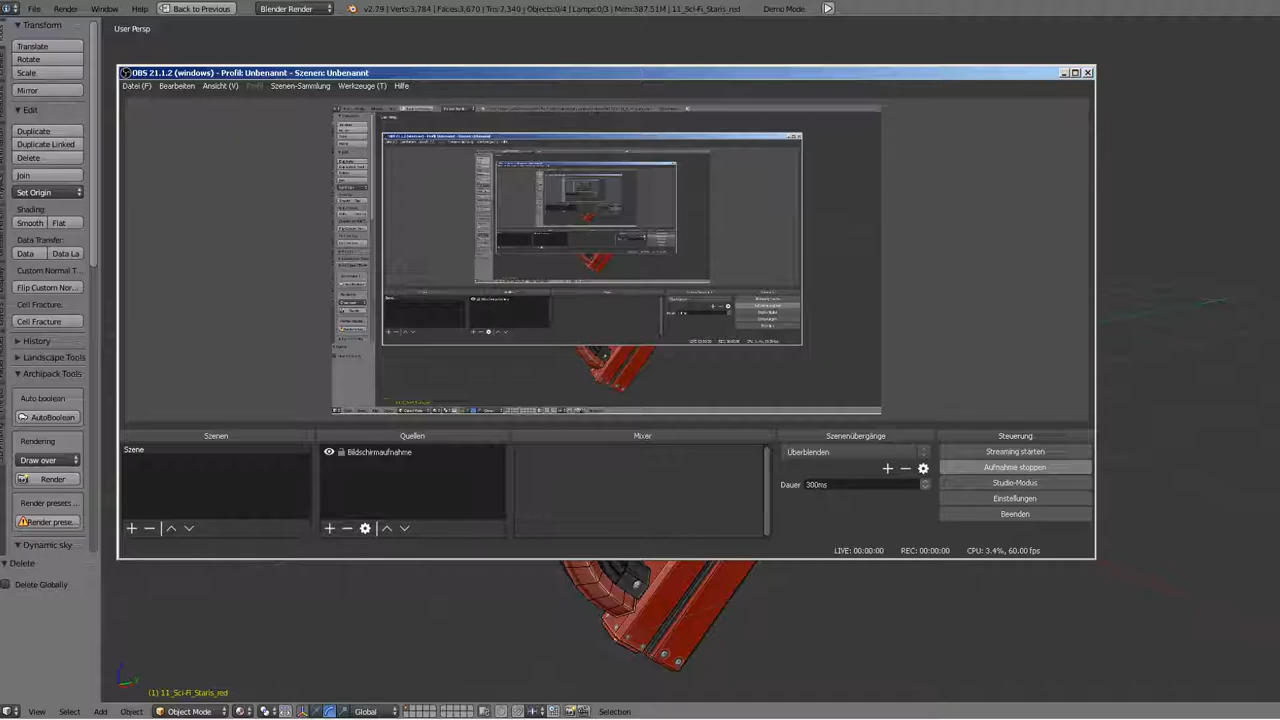 File Render Window Help Back to Previous Blender Render v2.79 | Verts:3,784 | Faces:3,670 | Tris:7,340 | Objects:0/4 | Lamps:0/3 | Mem:387.51M | 11_Sci-Fi_Staris_red Demo Mode
User Persp
Transform
Translate
Rotate
Scale
Mirror
Edit
Duplicate
Duplicate Linked
Delete
Join
Set Origin
Shading:
Smooth Flat
Data Transfer:
Data Data La
Custom Normal T...
Flip Custom Nor...
Cell Fracture.
Cell Fracture
History
Landscape Tools
Archipack Tools
Auto boolean
AutoBoolean
Rendering
Draw over
Render
Render presets ...
Render prese...
Dynamic sky
Delete
Delete Globally
OBS 21.1.2 (windows) - Profil: Unbenannt - Szenen: Unbenannt
Datei (F) Bearbeiten Ansicht (V) Profil Szenen-Sammlung Werkzeuge (T) Hilfe
Szenen Quellen Mixer Szenenübergänge Steuerung
Szene
Bildschirmaufnahme
Überblenden
Dauer 300ms
Streaming starten
Aufnahme stoppen
Studio-Modus
Einstellungen
Beenden
LIVE: 00:00:00 REC: 00:00:00 CPU: 3.4%, 60.00 fps
(1) 11_Sci-Fi_Staris_red
View Select Add Object Object Mode Global Selection